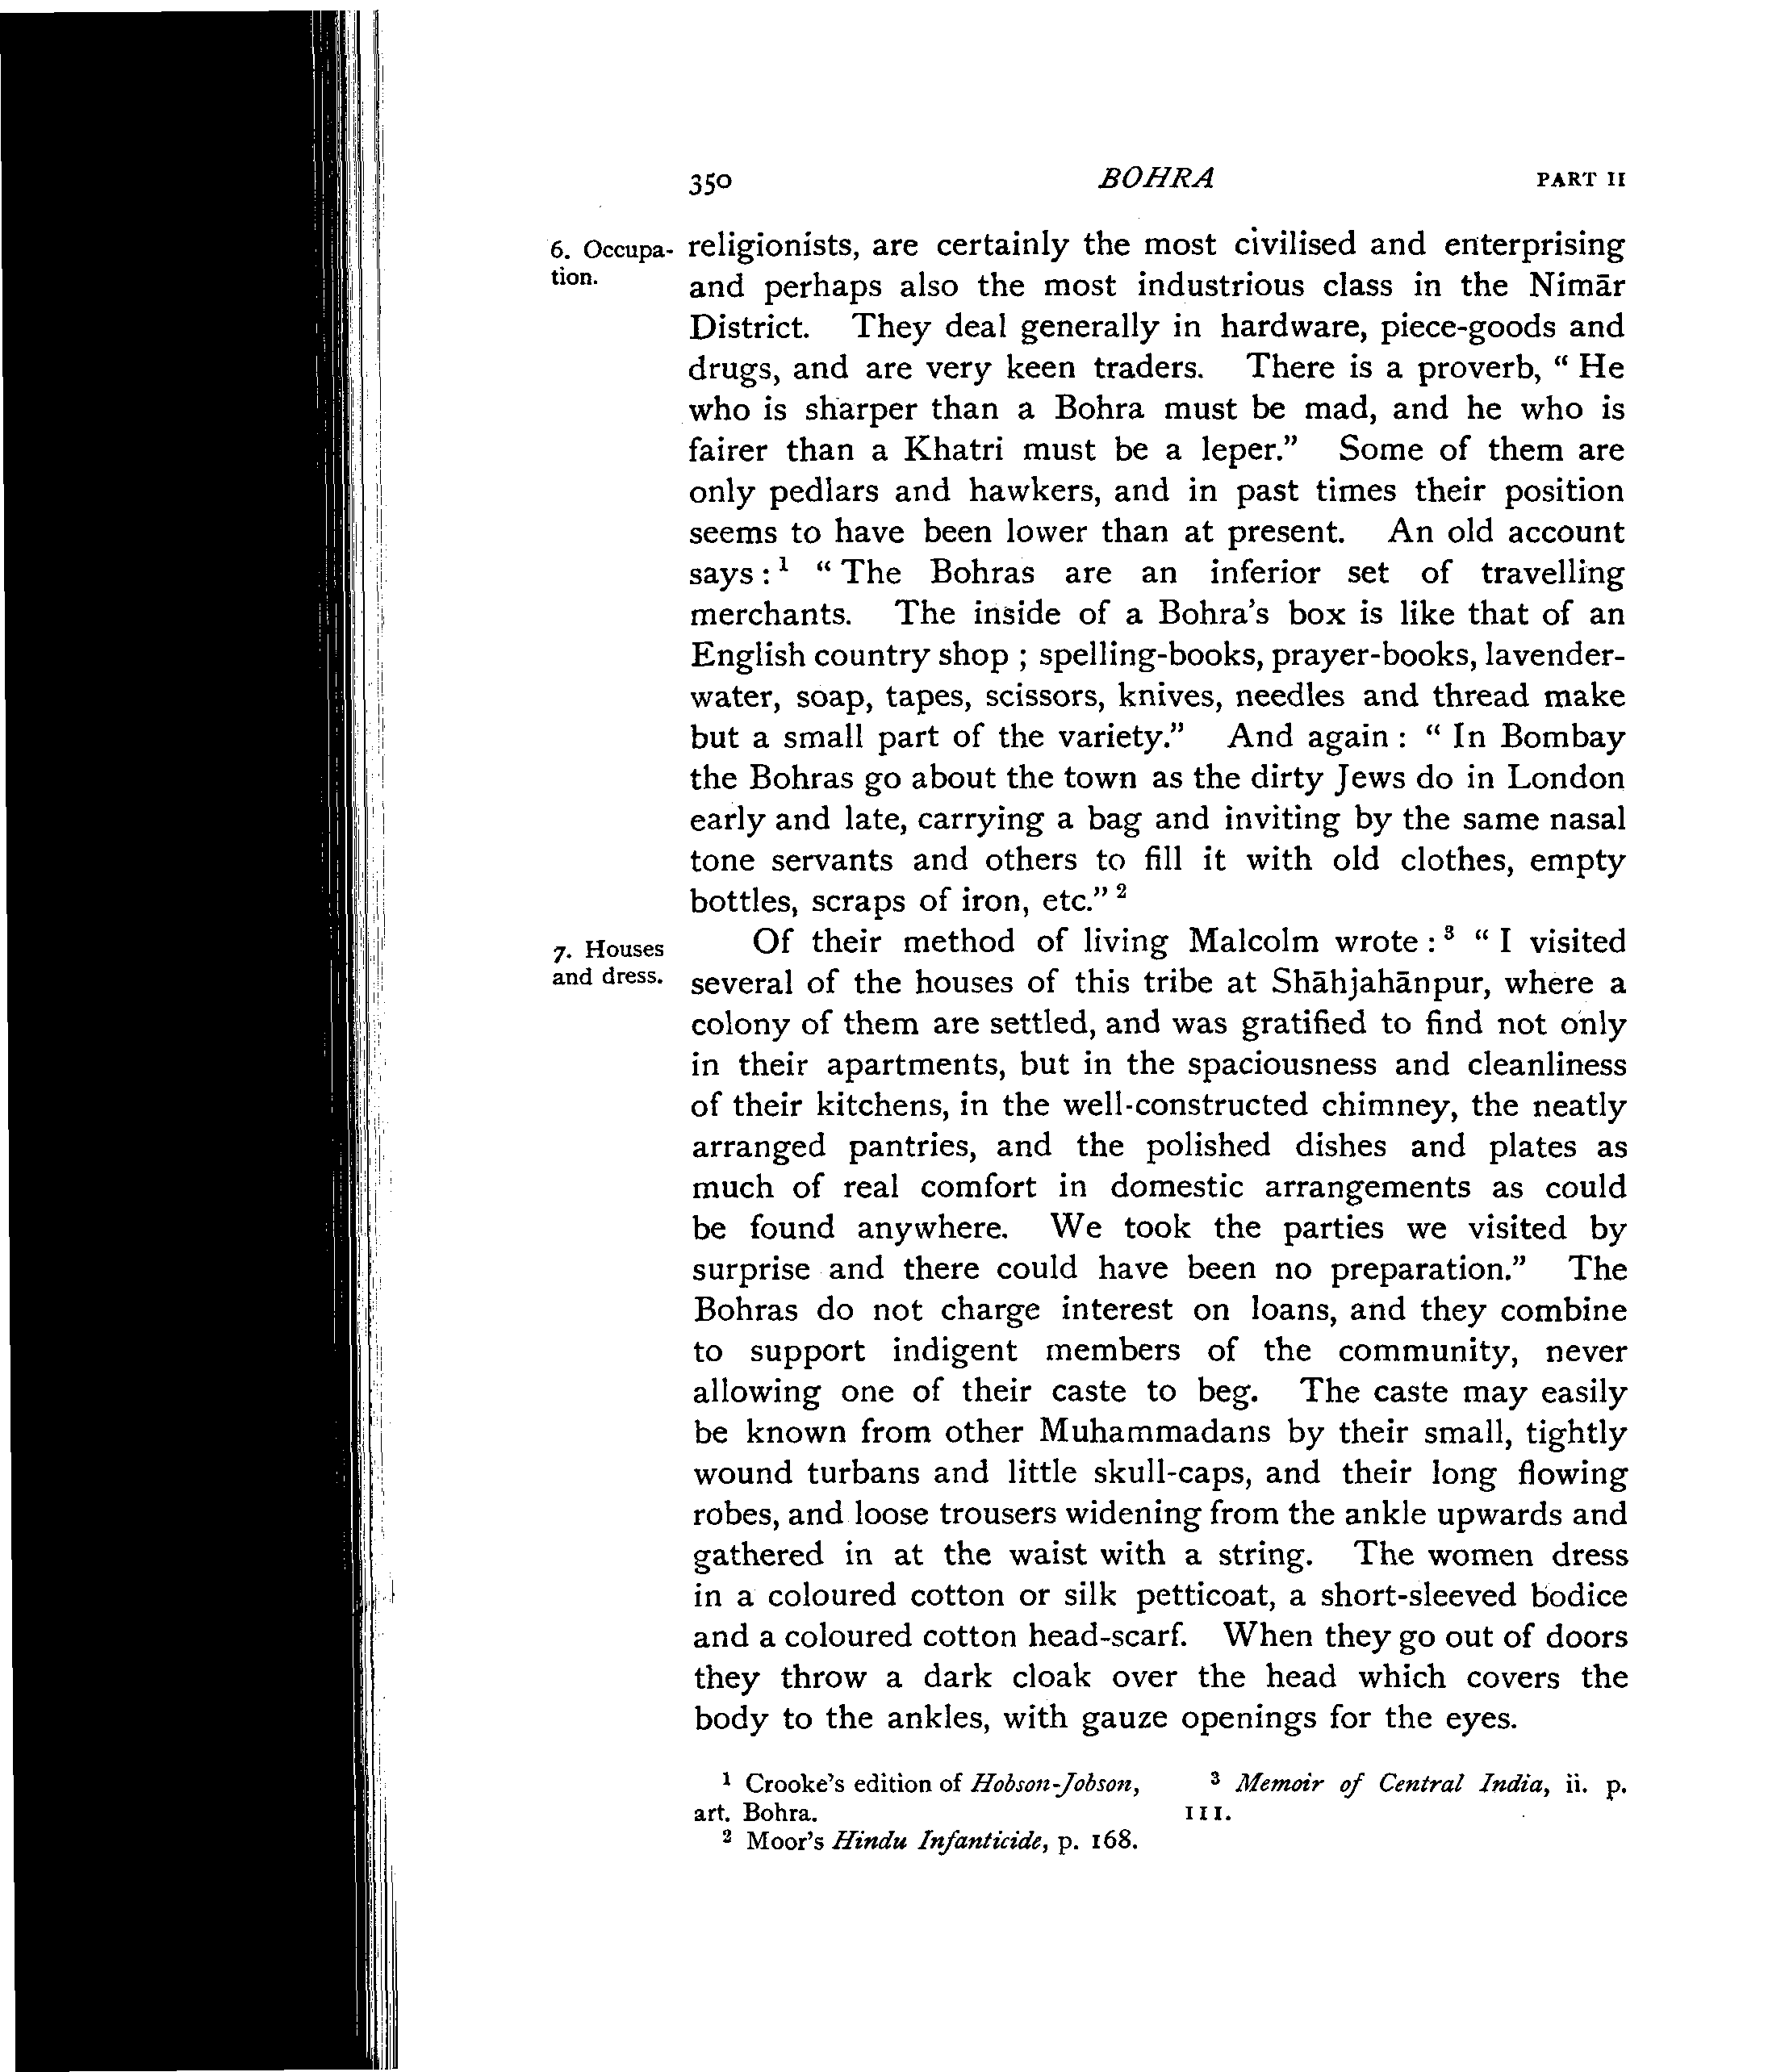 350 BOHRA PART II
6. Occupa-
tion.
religionists, are certainly the most civilised and enterprising
and perhaps also the most industrious class in the Nimār
District. They deal generally in hardware, piece-goods and
drugs, and are very keen traders. There is a proverb, “ He
who is sharper than a Bohra must be mad, and he who is
fairer than a Khatri must be a leper.” Some of them are
only pedlars and hawkers, and in past times their position
seems to have been lower than at present. An old account
says : ¹ “ The Bohras are an inferior set of travelling
merchants. The inside of a Bohra’s box is like that of an
English country shop ; spelling-books, prayer-books, lavender-
water, soap, tapes, scissors, knives, needles and thread make
but a small part of the variety.” And again : “ In Bombay
the Bohras go about the town as the dirty Jews do in London
early and late, carrying a bag and inviting by the same nasal
tone servants and others to fill it with old clothes, empty
bottles, scraps of iron, etc.” ²
7. Houses
and dress.
Of their method of living Malcolm wrote : ³ “ I visited
several of the houses of this tribe at Shāhjahānpur, where a
colony of them are settled, and was gratified to find not only
in their apartments, but in the spaciousness and cleanliness
of their kitchens, in the well-constructed chimney, the neatly
arranged pantries, and the polished dishes and plates as
much of real comfort in domestic arrangements as could
be found anywhere. We took the parties we visited by
surprise and there could have been no preparation.” The
Bohras do not charge interest on loans, and they combine
to support indigent members of the community, never
allowing one of their caste to beg. The caste may easily
be known from other Muhammadans by their small, tightly
wound turbans and little skull-caps, and their long flowing
robes, and loose trousers widening from the ankle upwards and
gathered in at the waist with a string. The women dress
in a coloured cotton or silk petticoat, a short-sleeved bodice
and a coloured cotton head-scarf. When they go out of doors
they throw a dark cloak over the head which covers the
body to the ankles, with gauze openings for the eyes.
¹ Crooke’s edition of Hobson-Jobson,
art. Bohra.
² Moor’s Hindu Infanticide, p. 168.
³ Memoir of Central India, ii. p.
111.